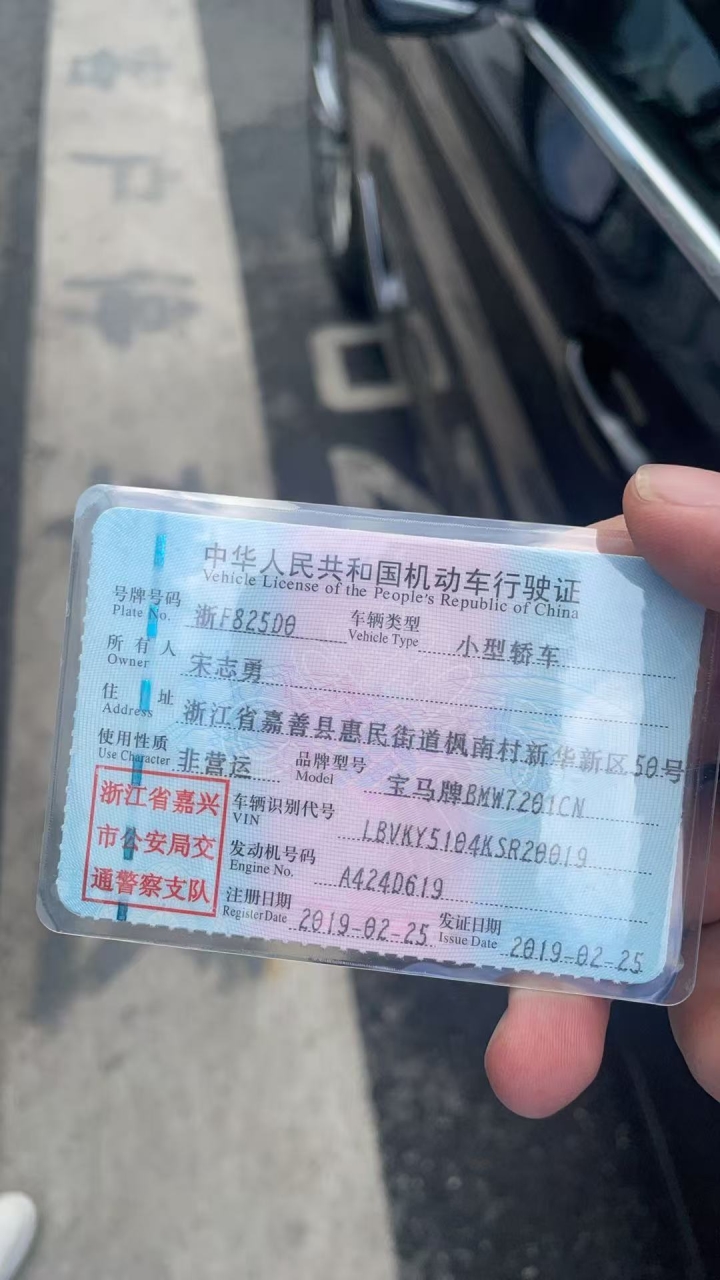 客户专
中华人民共和国机动车行驶证
Vehicle License of the People's Republic of China
号牌号码 浙F825D0 车辆类型 小型轿车
Plate No. Vehicle Type
所有人 宋志勇
Owner
住址 浙江省嘉善县惠民街道枫南村新华新区50号
Address
使用性质 非营运 品牌型号 宝马牌BMW7201CN
Use Character Model
浙江省嘉兴
市公安局交
通警察支队
车辆识别代号 LBVKY5104KSR20019
VIN
发动机号码 A424D619
Engine No.
注册日期 2019-02-25 发证日期 2019-02-25
Register Date Issue Date